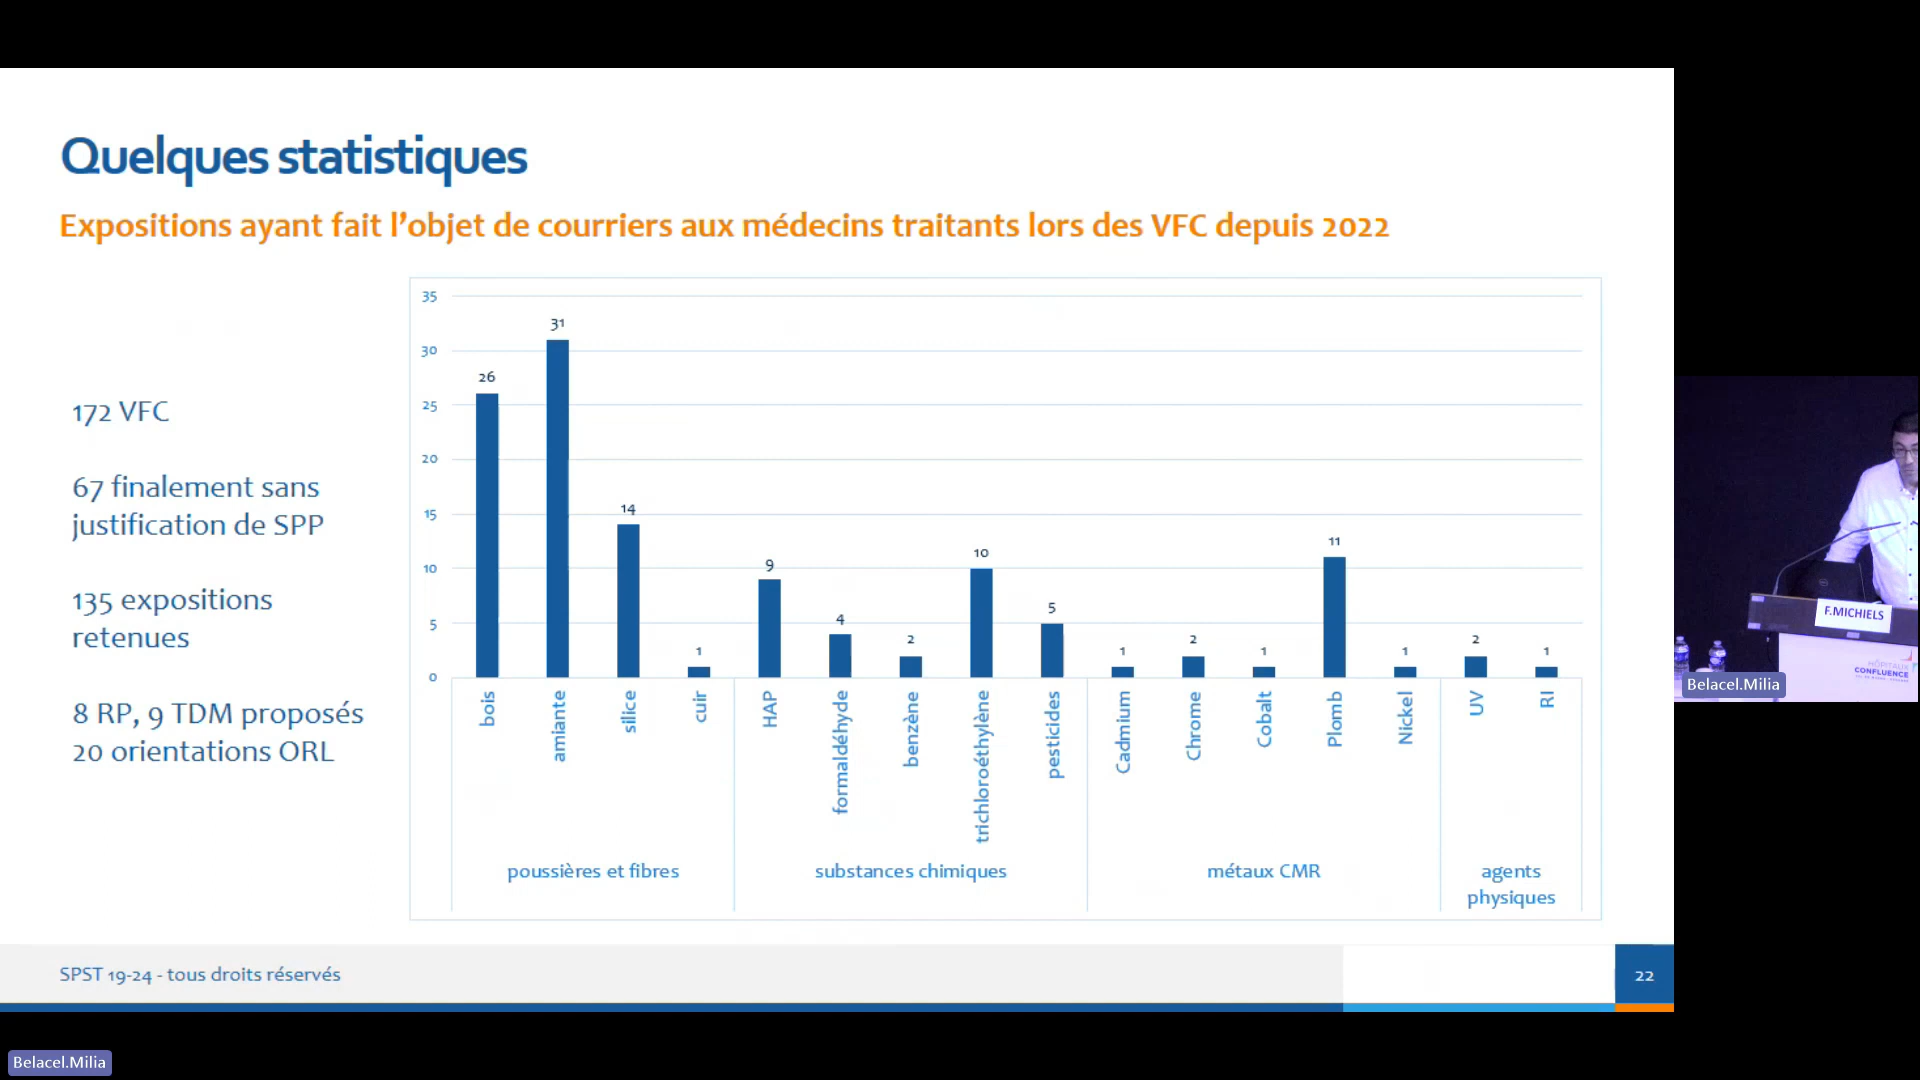 Quelques statistiques
Expositions ayant fait l'objet de courriers aux médecins traitants lors des VFC depuis 2022
172 VFC
67 finalement sans
justification de SPP
135 expositions
retenues
8 RP, 9 TDM proposés
20 orientations ORL
35
30
25
20
15
10
5
0
26
31
14
1
9
4
2
10
5
1
2
1
11
1
2
1
bois
amiante
silice
cuir
HAP
formaldéhyde
benzène
trichloroéthylène
pesticides
Cadmium
Chrome
Cobalt
Plomb
Nickel
UV
RI
poussières et fibres
substances chimiques
métaux CMR
agents
physiques
SPST 19-24 - tous droits réservés
22
F.MICHIELS
HÔPITAUX
CONFLUENCE
Belacel.Milia
Belacel.Milia